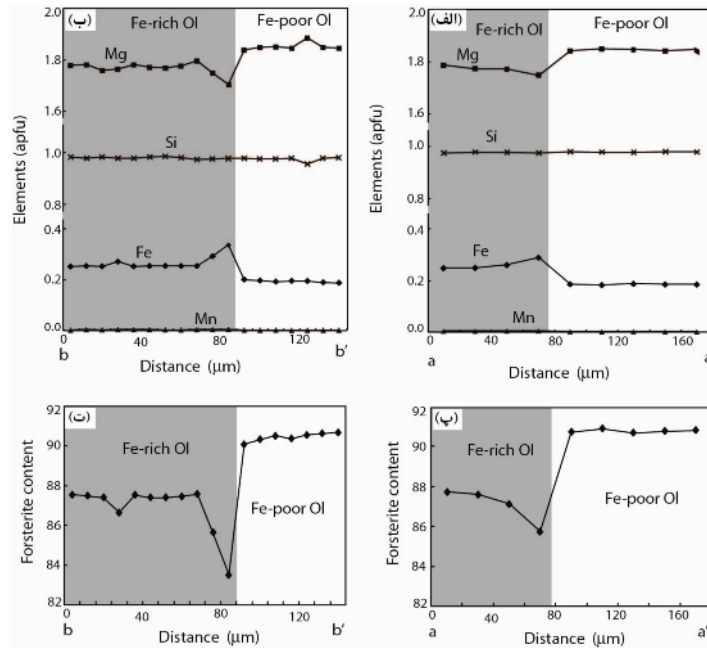 (ب)
Fe-rich Ol
Fe-poor Ol
Mg
Si
Fe
Mn
Elements (apfu)
1.8
1.6
1.0
0.8
0.4
0.2
0.0
0 40 80 120
b b'
Distance (µm)
(الف)
Fe-rich Ol
Fe-poor Ol
Mg
Si
Fe
Mn
Elements (apfu)
1.8
1.6
1.0
0.8
0.4
0.2
0.0
0 40 80 120 160
a a
Distance (µm)
(ت)
Fe-rich Ol
Fe-poor Ol
Forsterite content
92
90
88
86
84
82
0 40 80 120
b b'
Distance (µm)
(پ)
Fe-rich Ol
Fe-poor Ol
Forsterite content
92
90
88
86
84
82
0 40 80 120 160
a a'
Distance (µm)